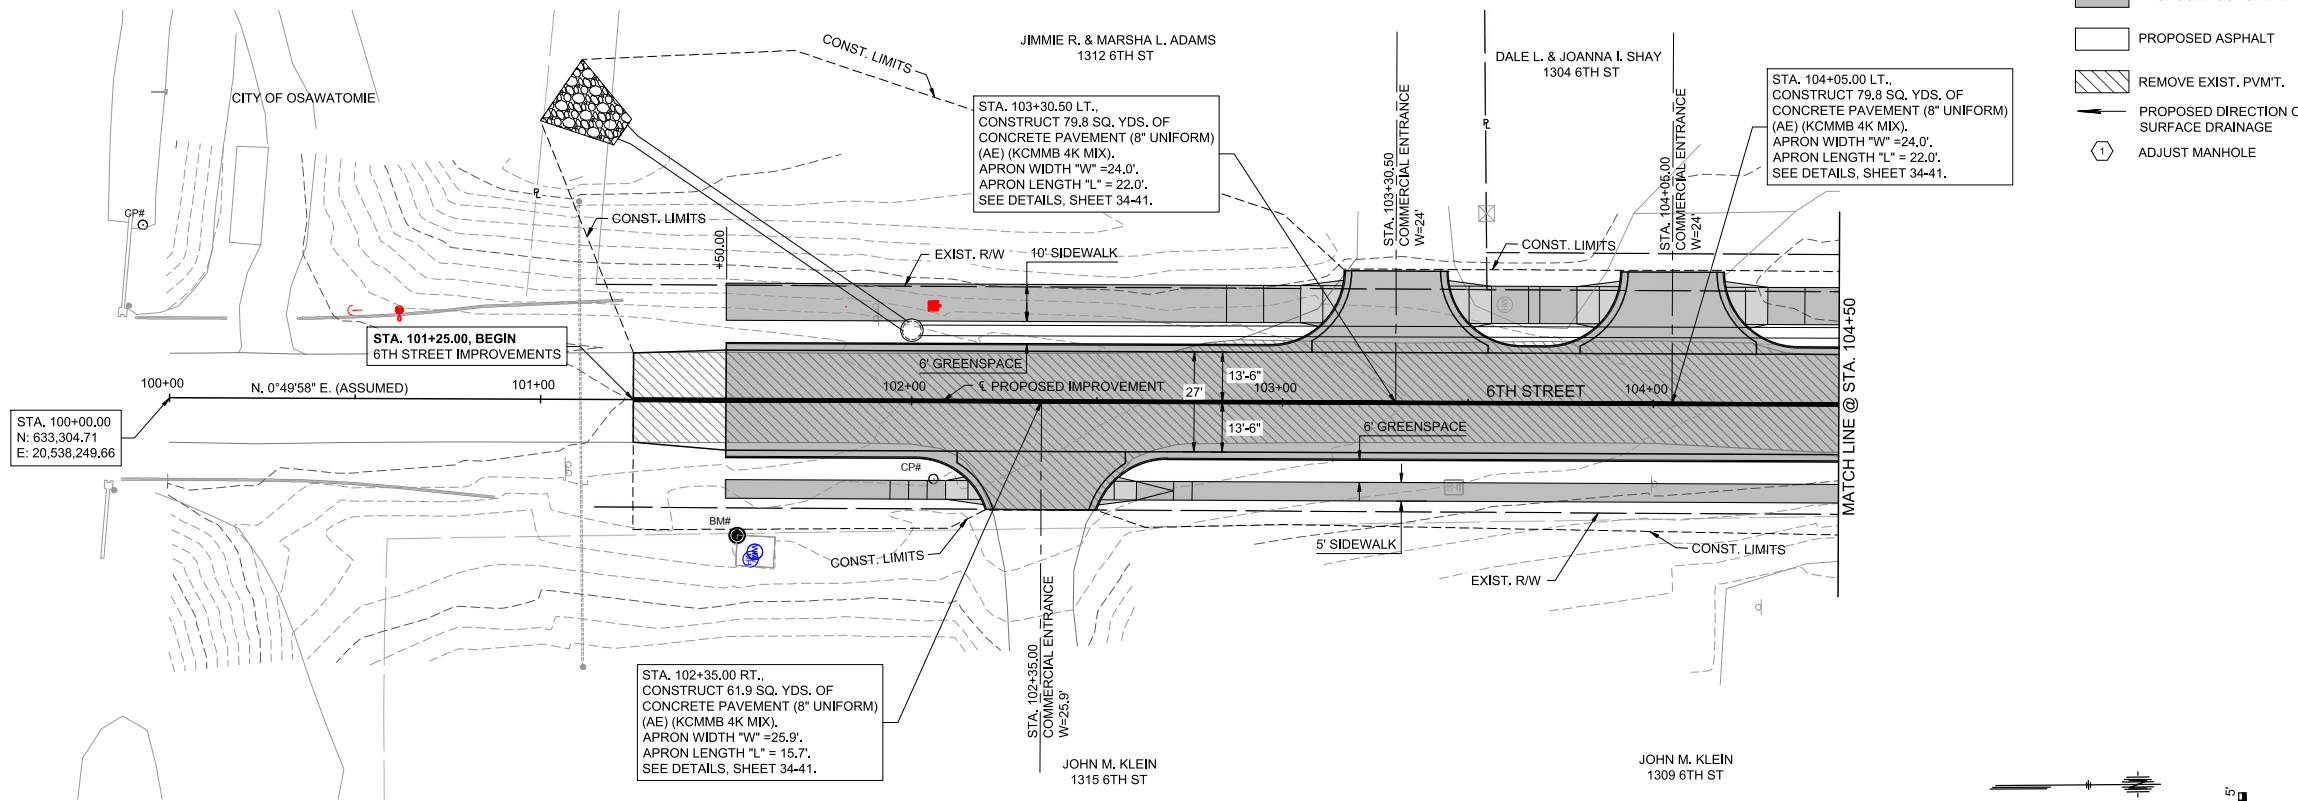 JIMMIE R. & MARSHA L. ADAMS
1312 6TH ST
DALE L. & JOANNA I. SHAY
1304 6TH ST
CITY OF OSAWATOMIE
CONST. LIMITS
STA. 103+30.50 LT.,
CONSTRUCT 79.8 SQ. YDS. OF
CONCRETE PAVEMENT (8" UNIFORM)
(AE) (KCMMB 4K MIX).
APRON WIDTH "W" =24.0'.
APRON LENGTH "L" = 22.0'.
SEE DETAILS, SHEET 34-41.
STA. 104+05.00 LT.,
CONSTRUCT 79.8 SQ. YDS. OF
CONCRETE PAVEMENT (8" UNIFORM)
(AE) (KCMMB 4K MIX).
APRON WIDTH "W" =24.0'.
APRON LENGTH "L" = 22.0'.
SEE DETAILS, SHEET 34-41.
PROPOSED ASPHALT
REMOVE EXIST. PVM'T.
PROPOSED DIRECTION O
SURFACE DRAINAGE
1
ADJUST MANHOLE
STA. 103+30.50
COMMERCIAL ENTRANCE
W=24'
STA. 104+05.00
COMMERCIAL ENTRANCE
W=24'
CP#
CONST. LIMITS
+50.00
EXIST. R/W
10' SIDEWALK
CONST. LIMITS
STA. 101+25.00, BEGIN
6TH STREET IMPROVEMENTS
6' GREENSPACE
100+00
N. 0°49'58" E. (ASSUMED)
101+00
102+00
℄ PROPOSED IMPROVEMENT
27'
13'-6"
103+00
6TH STREET
104+00
MATCH LINE @ STA. 104+50
STA. 100+00.00
N: 633,304.71
E: 20,538,249.66
13'-6"
6' GREENSPACE
CP#
BM#
CONST. LIMITS
5' SIDEWALK
CONST. LIMITS
EXIST. R/W
STA. 102+35.00
COMMERCIAL ENTRANCE
W=25.9'
STA. 102+35.00 RT.,
CONSTRUCT 61.9 SQ. YDS. OF
CONCRETE PAVEMENT (8" UNIFORM)
(AE) (KCMMB 4K MIX).
APRON WIDTH "W" =25.9'.
APRON LENGTH "L" = 15.7'.
SEE DETAILS, SHEET 34-41.
JOHN M. KLEIN
1315 6TH ST
JOHN M. KLEIN
1309 6TH ST
N
5'